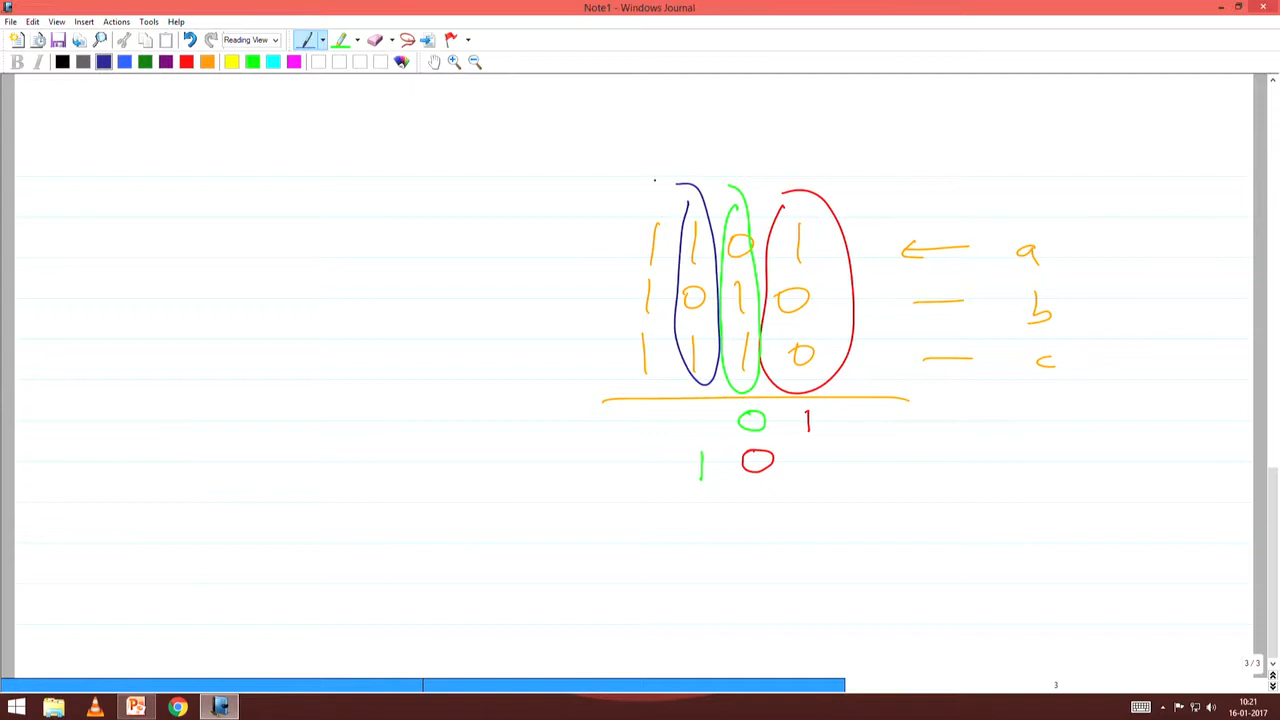 Note1 - Windows Journal
File Edit View Insert Actions Tools Help
Reading View
B I
1 1 0 1 ← a
1 0 1 0 — b
1 1 1 0 — c
0 1
1 0
3 / 3
3
10:21
16-01-2017